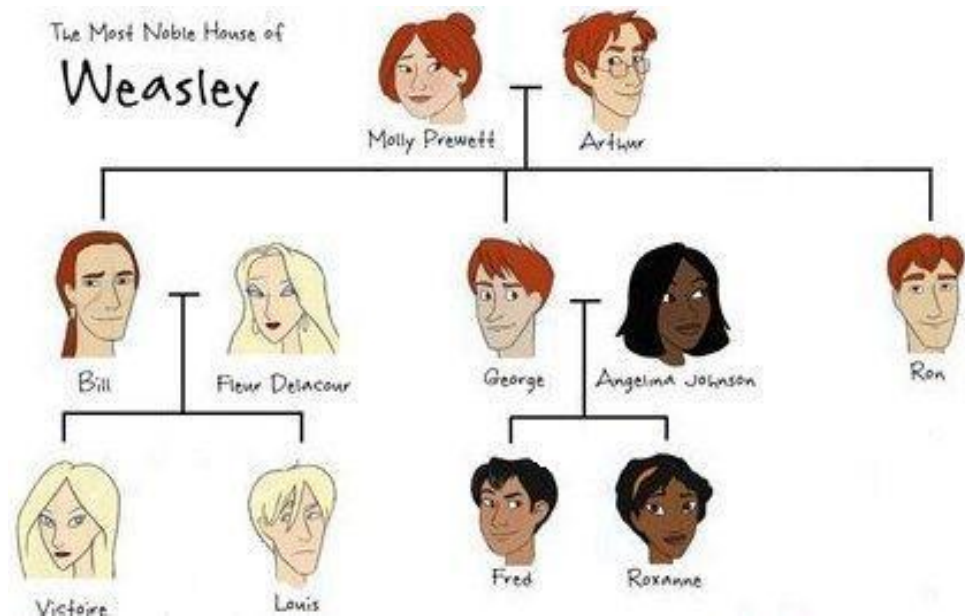 The Most Noble House of
Weasley
Molly Prewett Arthur
Bill Fleur Delacour George Angelina Johnson Ron
Victoire Louis Fred Roxanne